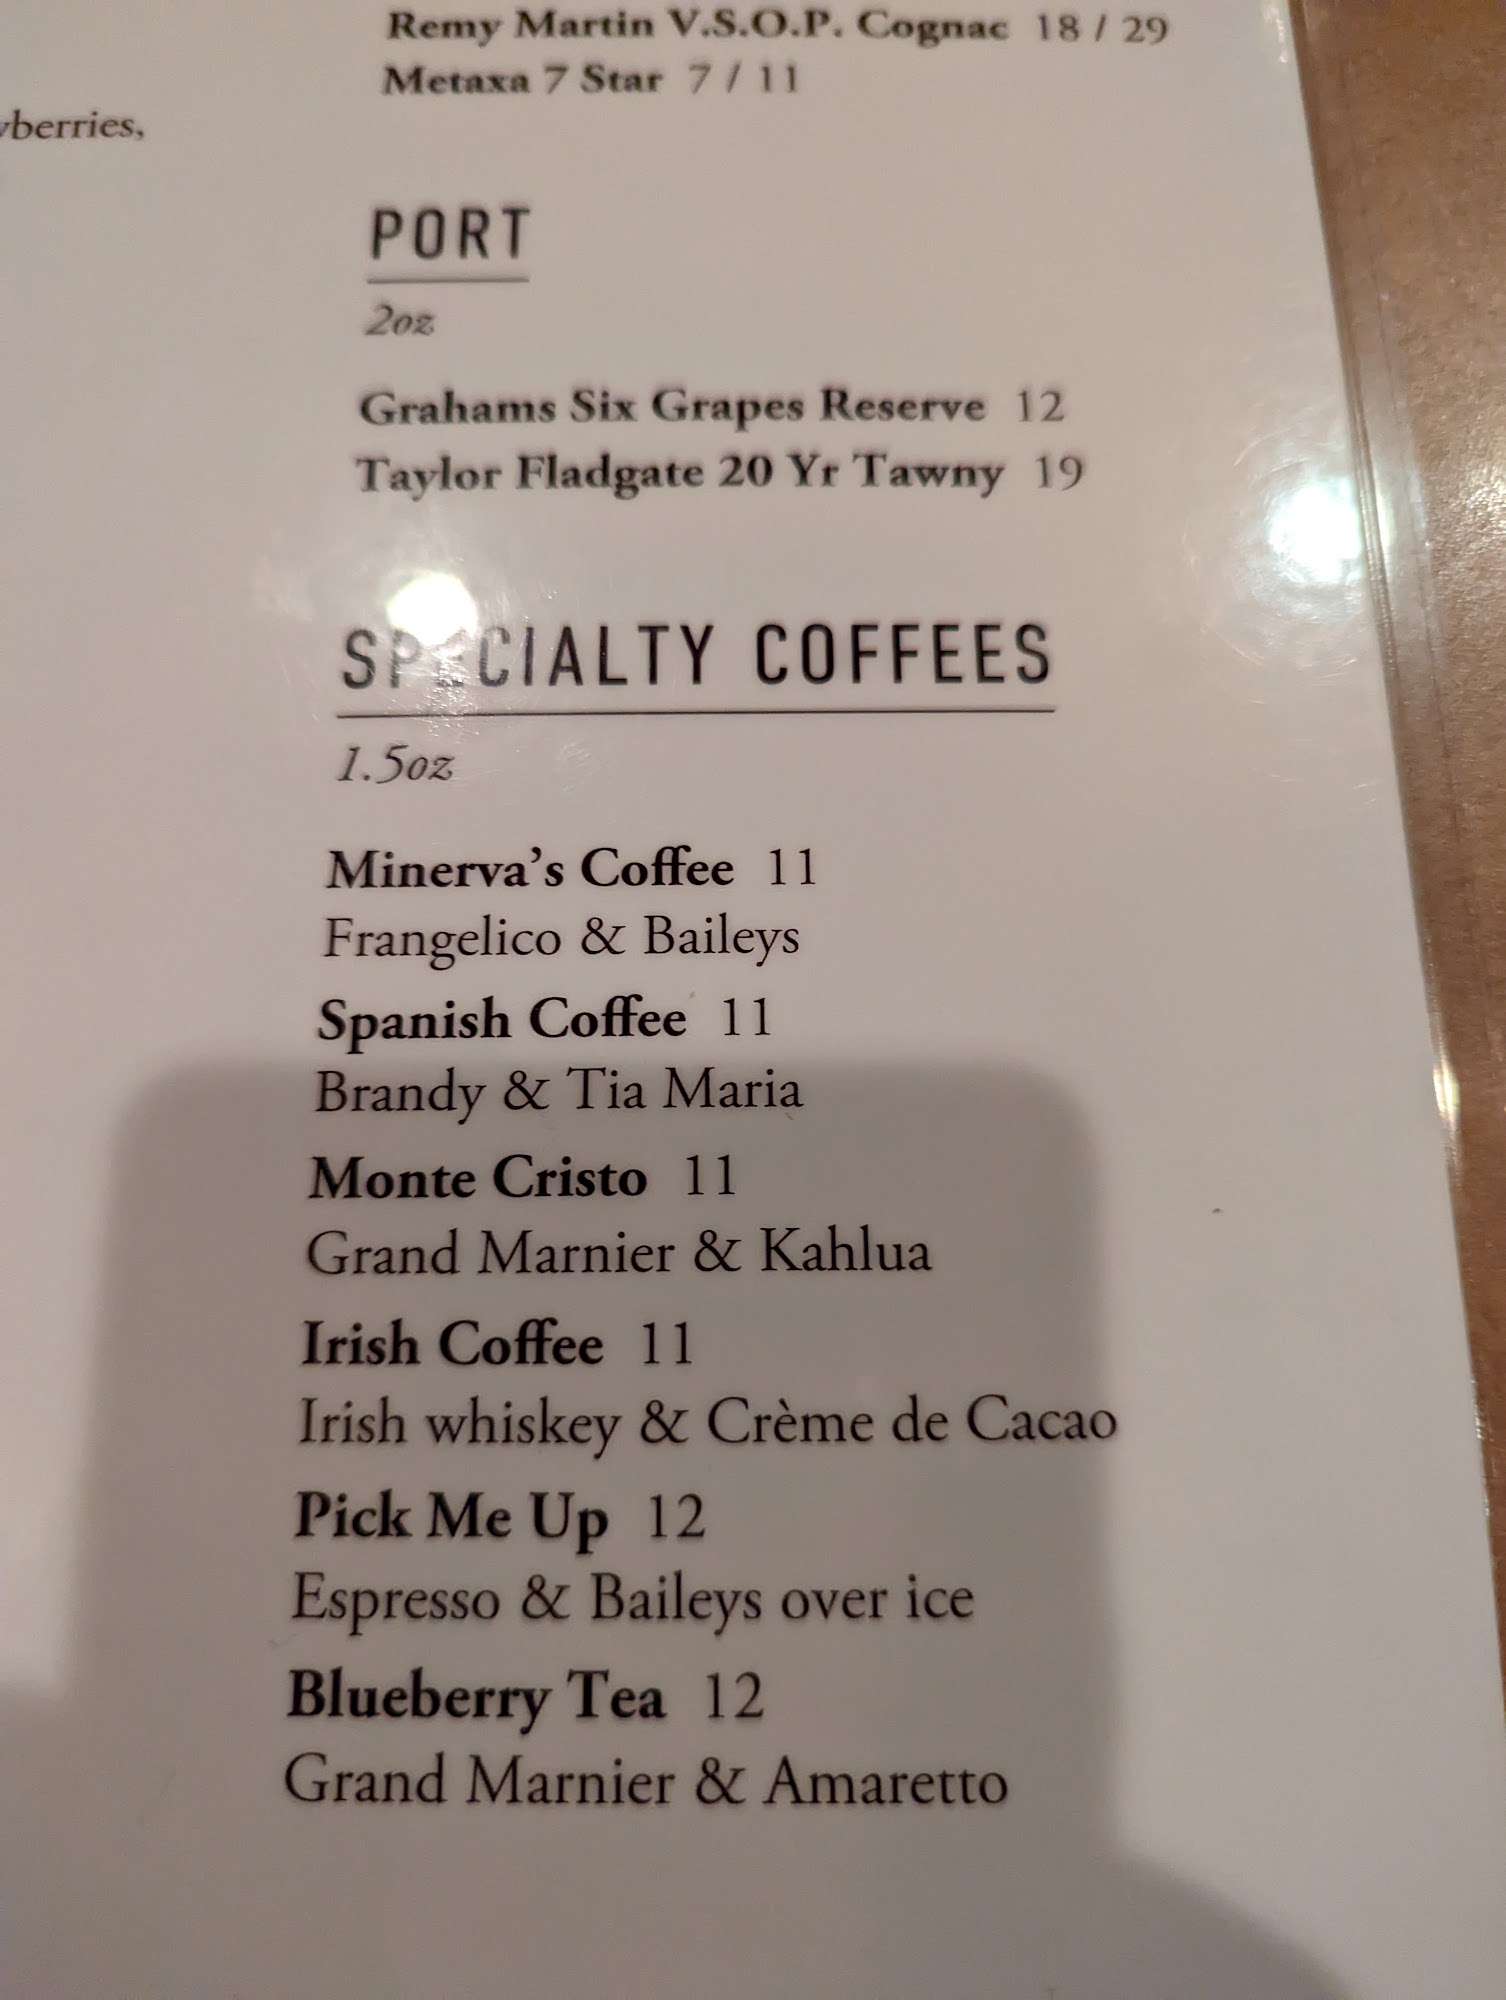 Remy Martin V.S.O.P. Cognac 18 / 29
Metaxa 7 Star 7 / 11
PORT
2oz
Grahams Six Grapes Reserve 12
Taylor Fladgate 20 Yr Tawny 19
SPECIALTY COFFEES
1.5oz
Minerva's Coffee 11
Frangelico & Baileys
Spanish Coffee 11
Brandy & Tia Maria
Monte Cristo 11
Grand Marnier & Kahlua
Irish Coffee 11
Irish whiskey & Crème de Cacao
Pick Me Up 12
Espresso & Baileys over ice
Blueberry Tea 12
Grand Marnier & Amaretto